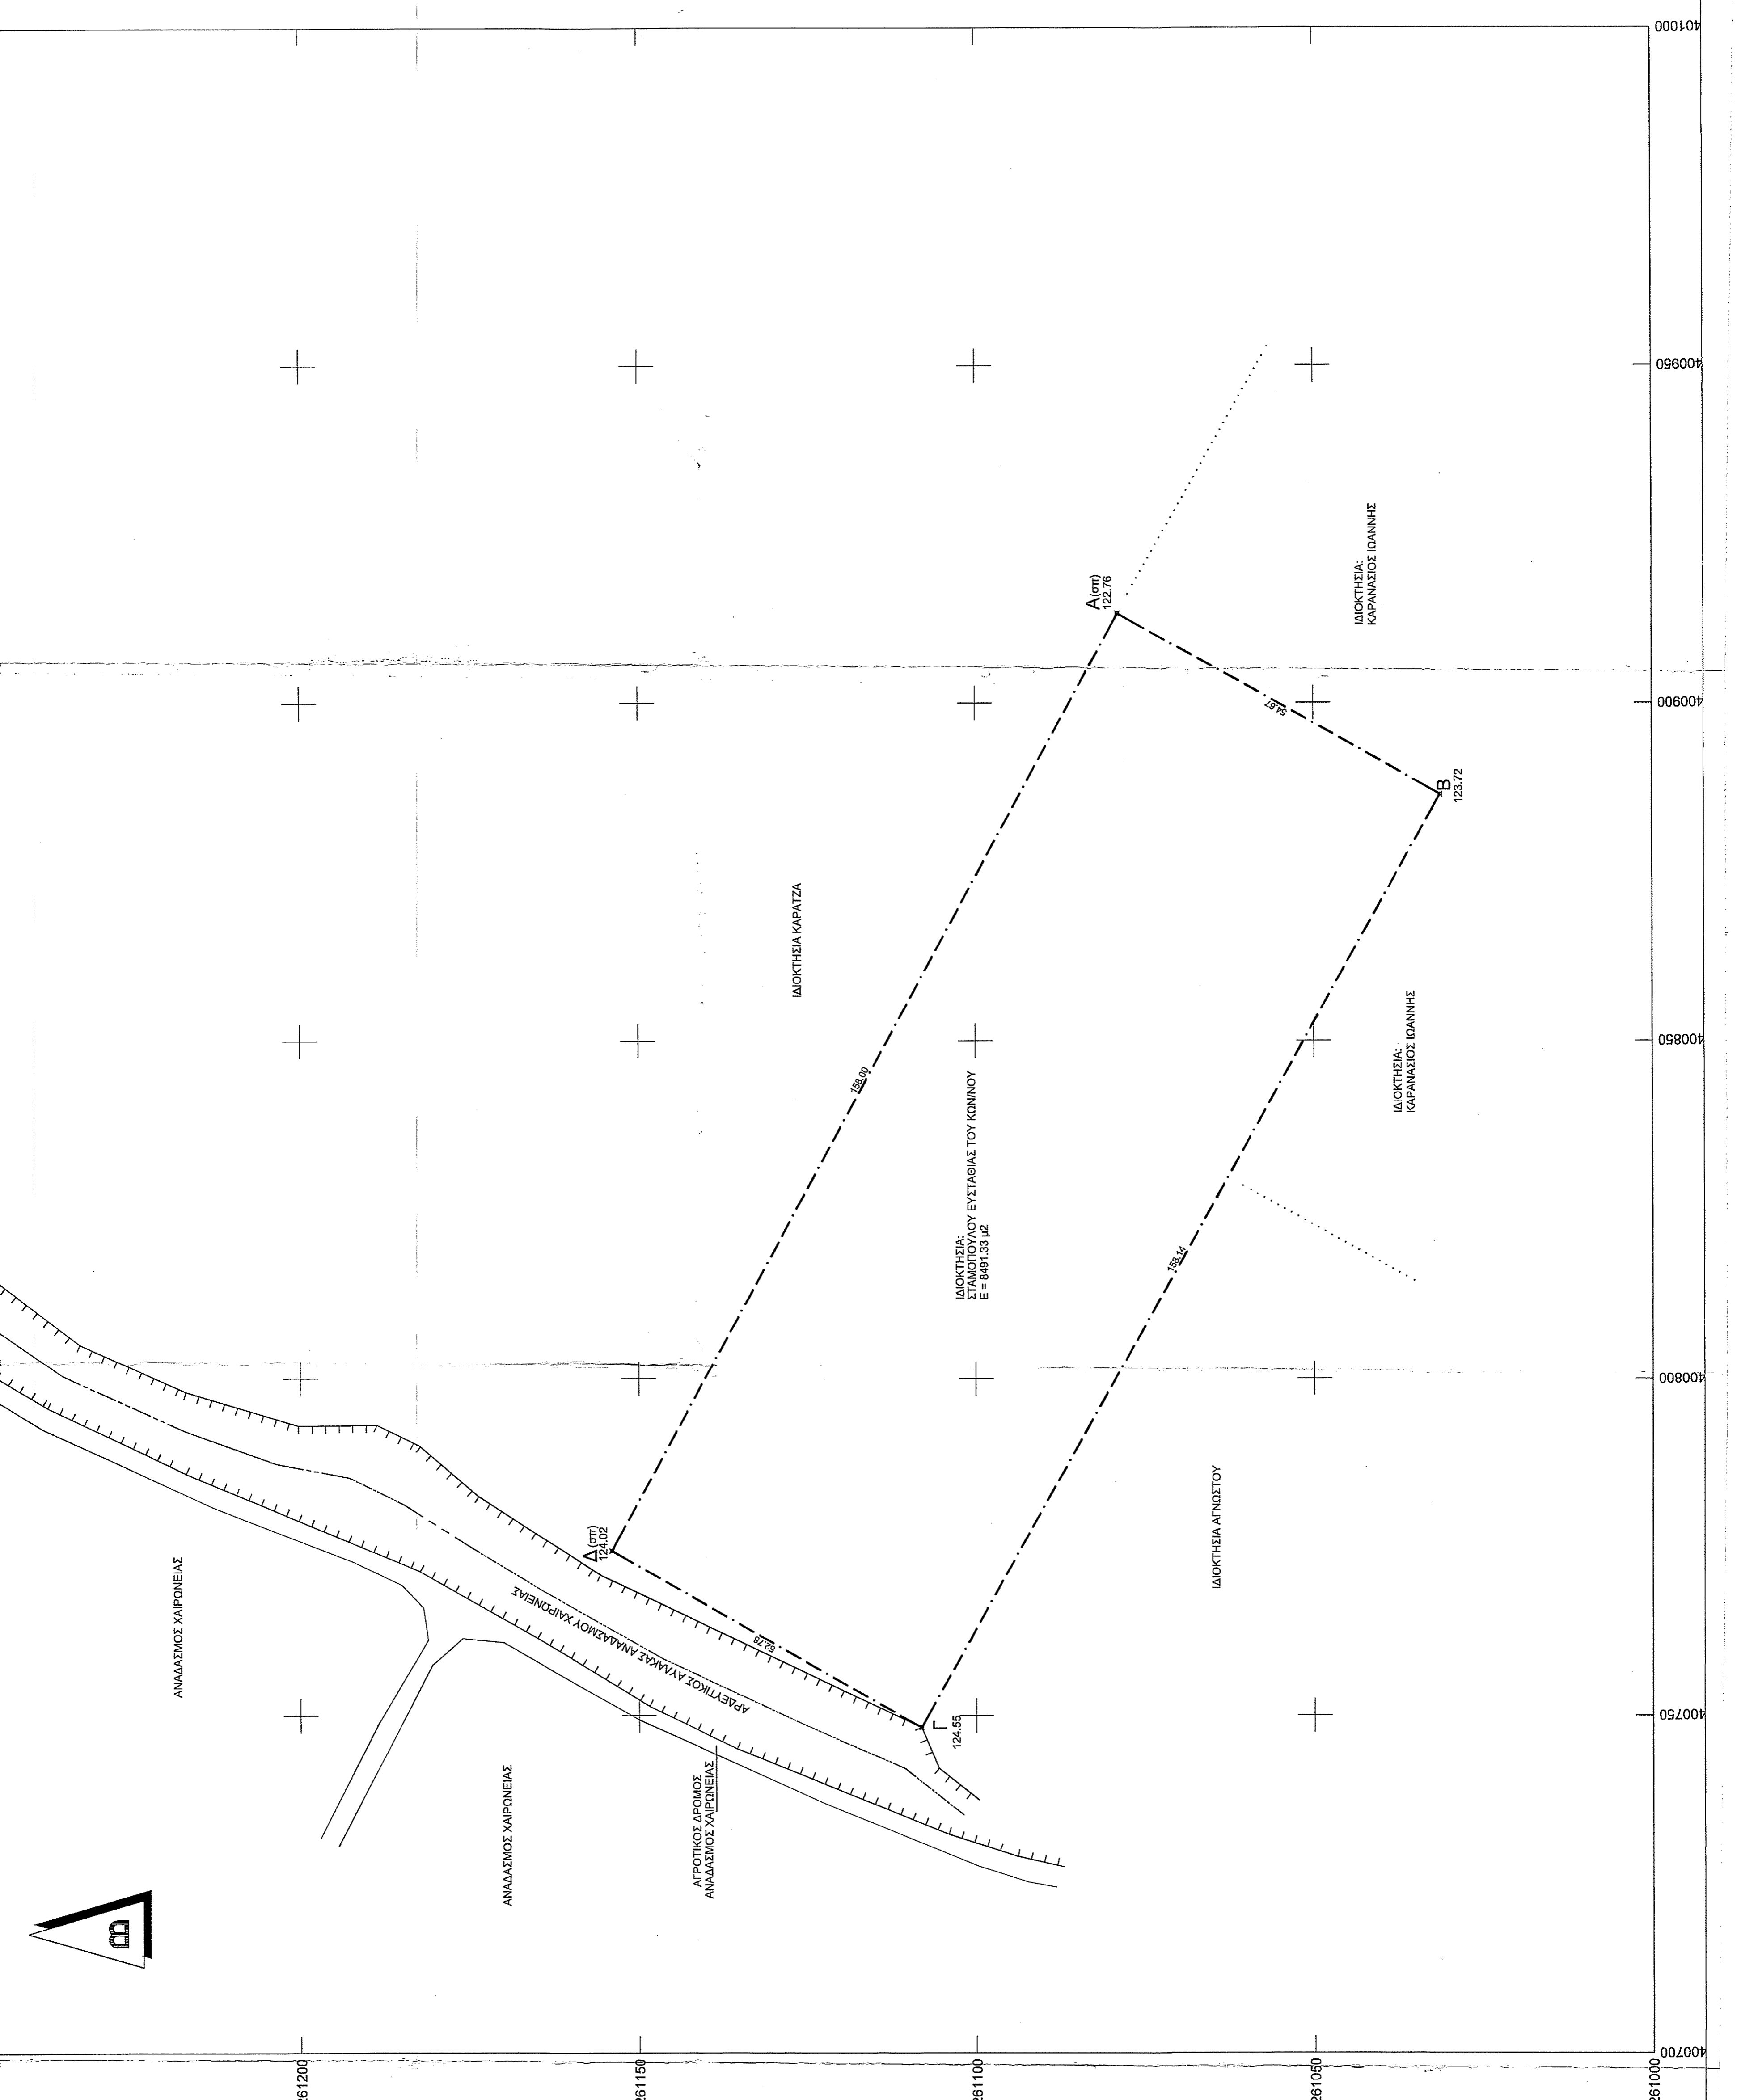 401000
400950
400900
400850
400800
400750
400700
261200
261150
261100
261050
261000
Α(σπ)
122.76
54.67
Β
123.72
ΙΔΙΟΚΤΗΣΙΑ:
ΚΑΡΑΝΑΣΙΟΣ ΙΩΑΝΝΗΣ
ΙΔΙΟΚΤΗΣΙΑ ΚΑΡΑΤΖΑ
158.00
ΙΔΙΟΚΤΗΣΙΑ:
ΣΤΑΜΟΠΟΥΛΟΥ ΕΥΣΤΑΘΙΑΣ ΤΟΥ ΚΩΝ/ΝΟΥ
Ε = 8491.33 μ2
ΙΔΙΟΚΤΗΣΙΑ:
ΚΑΡΑΝΑΣΙΟΣ ΙΩΑΝΝΗΣ
158.14
Δ(σπ)
124.02
52.78
Γ
124.55
ΙΔΙΟΚΤΗΣΙΑ ΑΓΝΩΣΤΟΥ
ΑΡΔΕΥΤΙΚΟΣ ΑΥΛΑΚΑΣ ΑΝΑΔΑΣΜΟΥ ΧΑΙΡΩΝΕΙΑΣ
ΑΝΑΔΑΣΜΟΣ ΧΑΙΡΩΝΕΙΑΣ
ΑΝΑΔΑΣΜΟΣ ΧΑΙΡΩΝΕΙΑΣ
ΑΓΡΟΤΙΚΟΣ ΔΡΟΜΟΣ
ΑΝΑΔΑΣΜΟΣ ΧΑΙΡΩΝΕΙΑΣ
Β